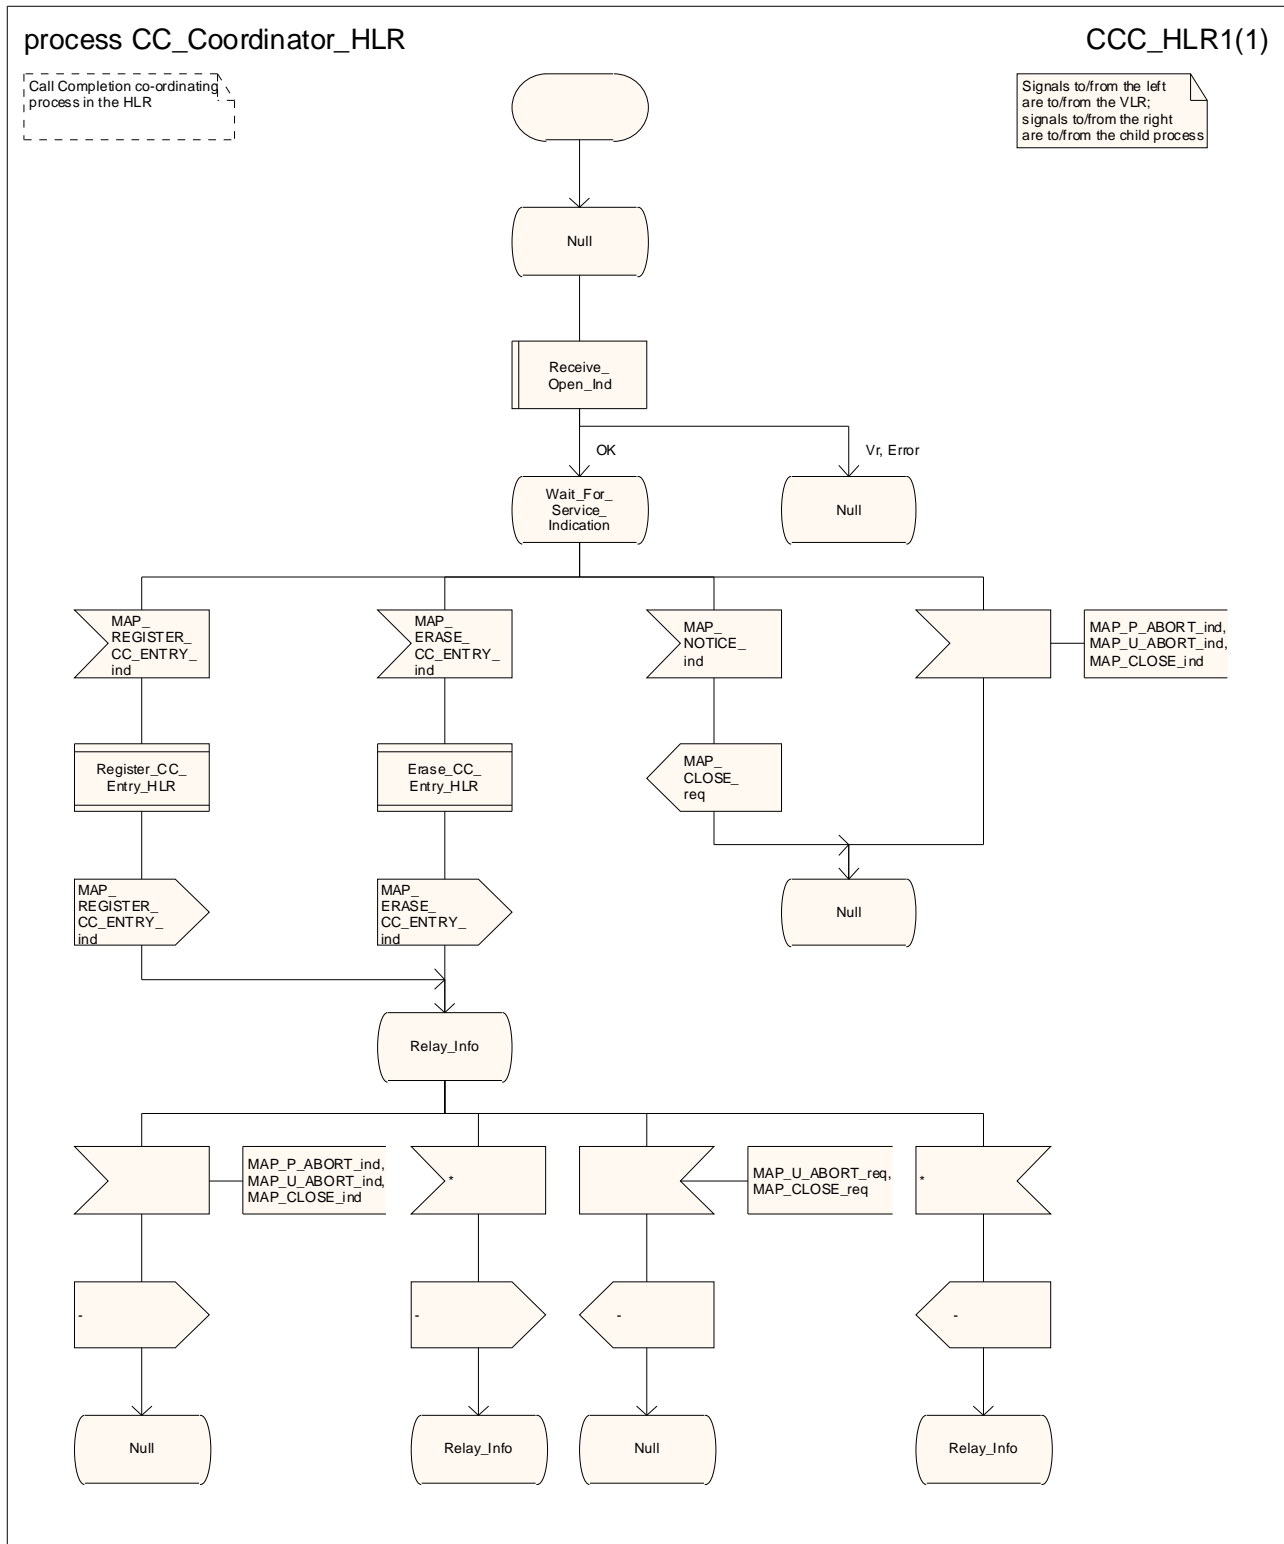 process CC_Coordinator_HLR
CCC_HLR1(1)
Call Completion co-ordinating
process in the HLR
Signals to/from the left
are to/from the VLR;
signals to/from the right
are to/from the child process
Null
Receive_
Open_Ind
OK
Vr, Error
Wait_For_
Service_
Indication
Null
MAP_
REGISTER_
CC_ENTRY_
ind
MAP_
ERASE_
CC_ENTRY_
ind
MAP_
NOTICE_
ind
MAP_P_ABORT_ind,
MAP_U_ABORT_ind,
MAP_CLOSE_ind
Register_CC_
Entry_HLR
Erase_CC_
Entry_HLR
MAP_
CLOSE_
req
MAP_
REGISTER_
CC_ENTRY_
ind
MAP_
ERASE_
CC_ENTRY_
ind
Null
Relay_Info
MAP_P_ABORT_ind,
MAP_U_ABORT_ind,
MAP_CLOSE_ind
*
MAP_U_ABORT_req,
MAP_CLOSE_req
*
-
-
-
-
Null
Relay_Info
Null
Relay_Info